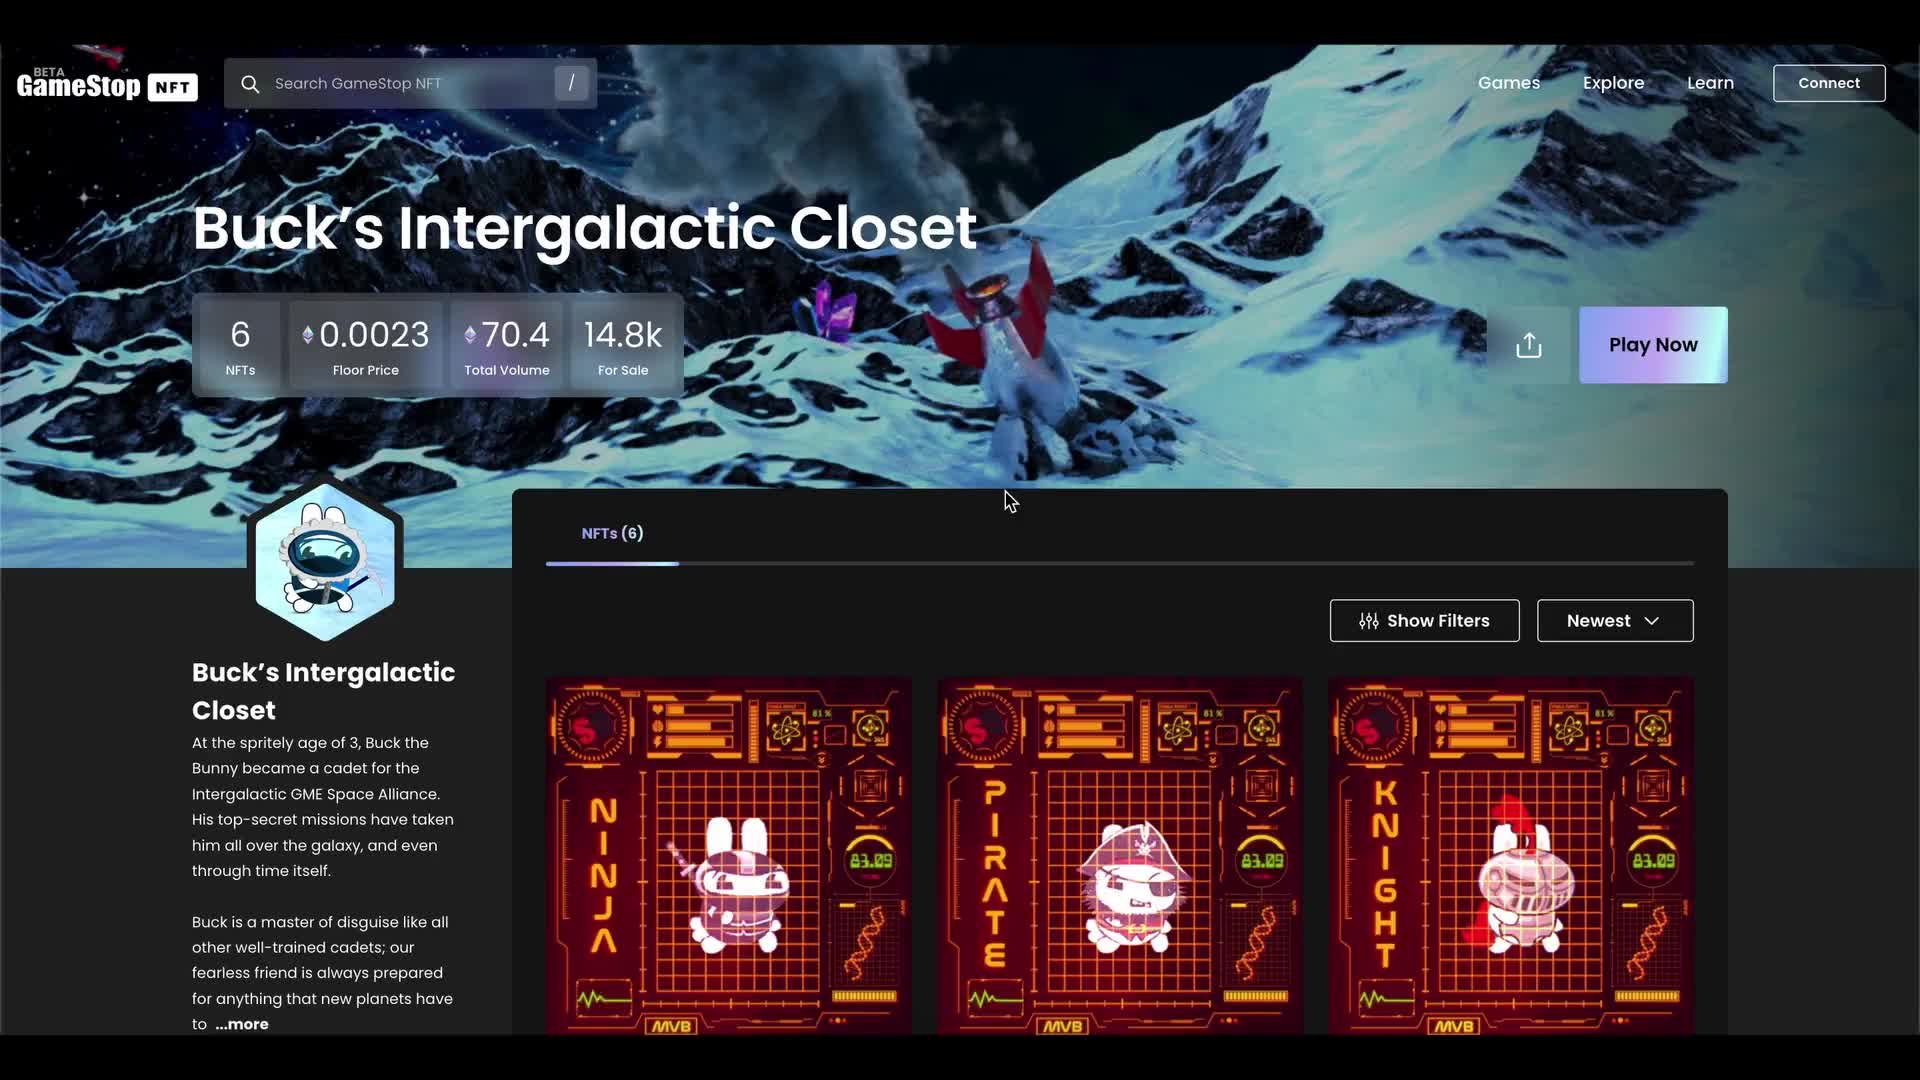 BETA
GameStop NFT
Search GameStop NFT
/
Games
Explore
Learn
Connect
Buck’s Intergalactic Closet
6
NFTs
0.0023
Floor Price
70.4
Total Volume
14.8k
For Sale
Play Now
NFTs (6)
Show Filters
Newest
Buck’s Intergalactic
Closet
At the spritely age of 3, Buck the
Bunny became a cadet for the
Intergalactic GME Space Alliance.
His top-secret missions have taken
him all over the galaxy, and even
through time itself.
Buck is a master of disguise like all
other well-trained cadets; our
fearless friend is always prepared
for anything that new planets have
to ...more
81%
NINJA
83.09
MVB
81%
PIRATE
83.09
MVB
81%
KNIGHT
83.09
MVB